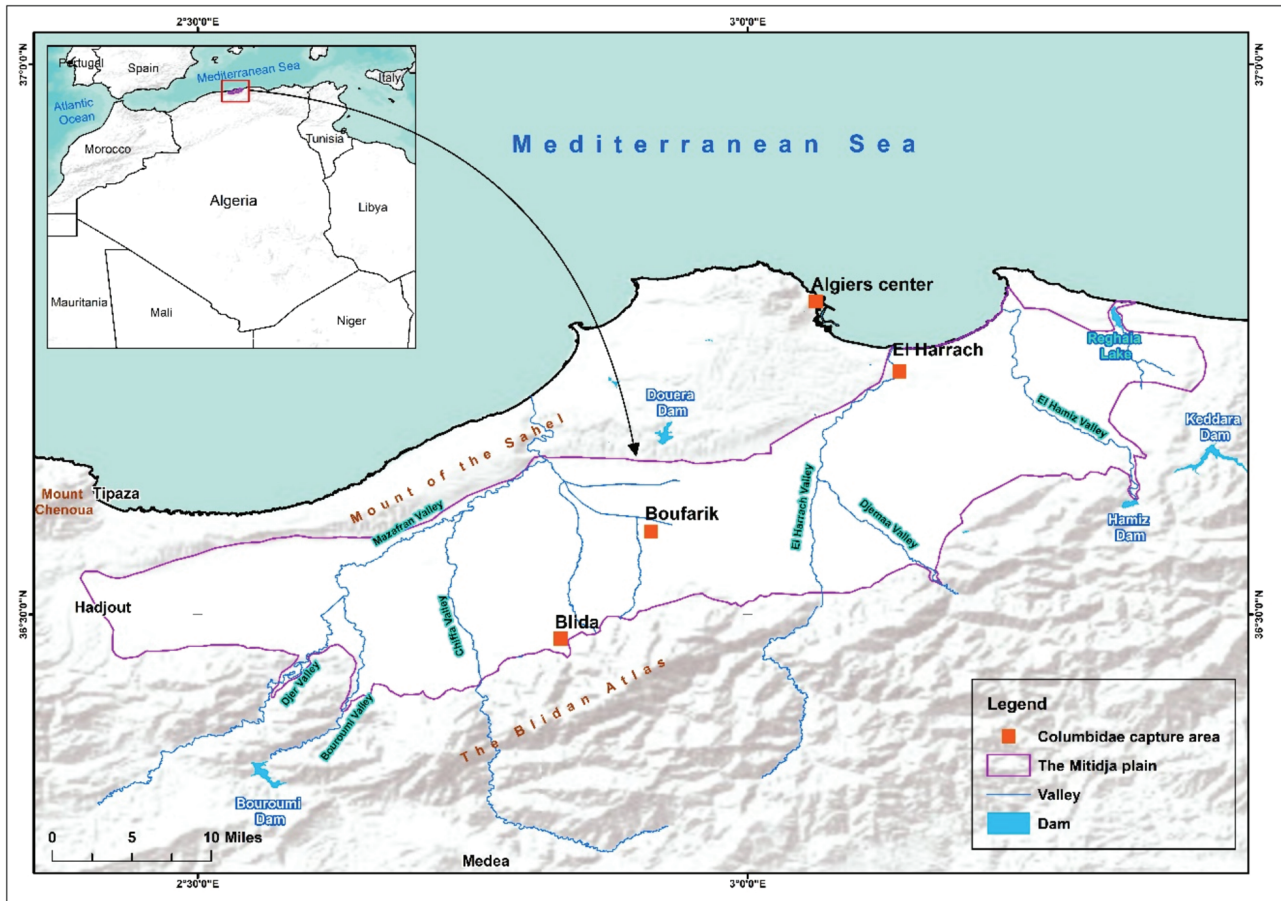 2°30'0"E
3°0'0"E
37°0'0"N
37°0'0"N
Portugal
Spain
Mediterranean Sea
Italy
Atlantic
Ocean
Morocco
Tunisia
Algeria
Libya
Mauritania
Mali
Niger
Mediterranean Sea
Algiers center
El Harrach
Reghaia
Lake
Douera
Dam
El Hamiz Valley
Keddara
Dam
Mount of the Sahel
Mount
Chenoua
Tipaza
Mazafran Valley
Boufarik
El Harrach Valley
Djemaa Valley
Hamiz
Dam
Hadjout
36°30'0"N
36°30'0"N
Chiffa Valley
Blida
Djer Valley
Bouroumi Valley
The Blidan Atlas
Bouroumi
Dam
Medea
0 5 10 Miles
Legend
Columbidae capture area
The Mitidja plain
Valley
Dam
2°30'0"E
3°0'0"E